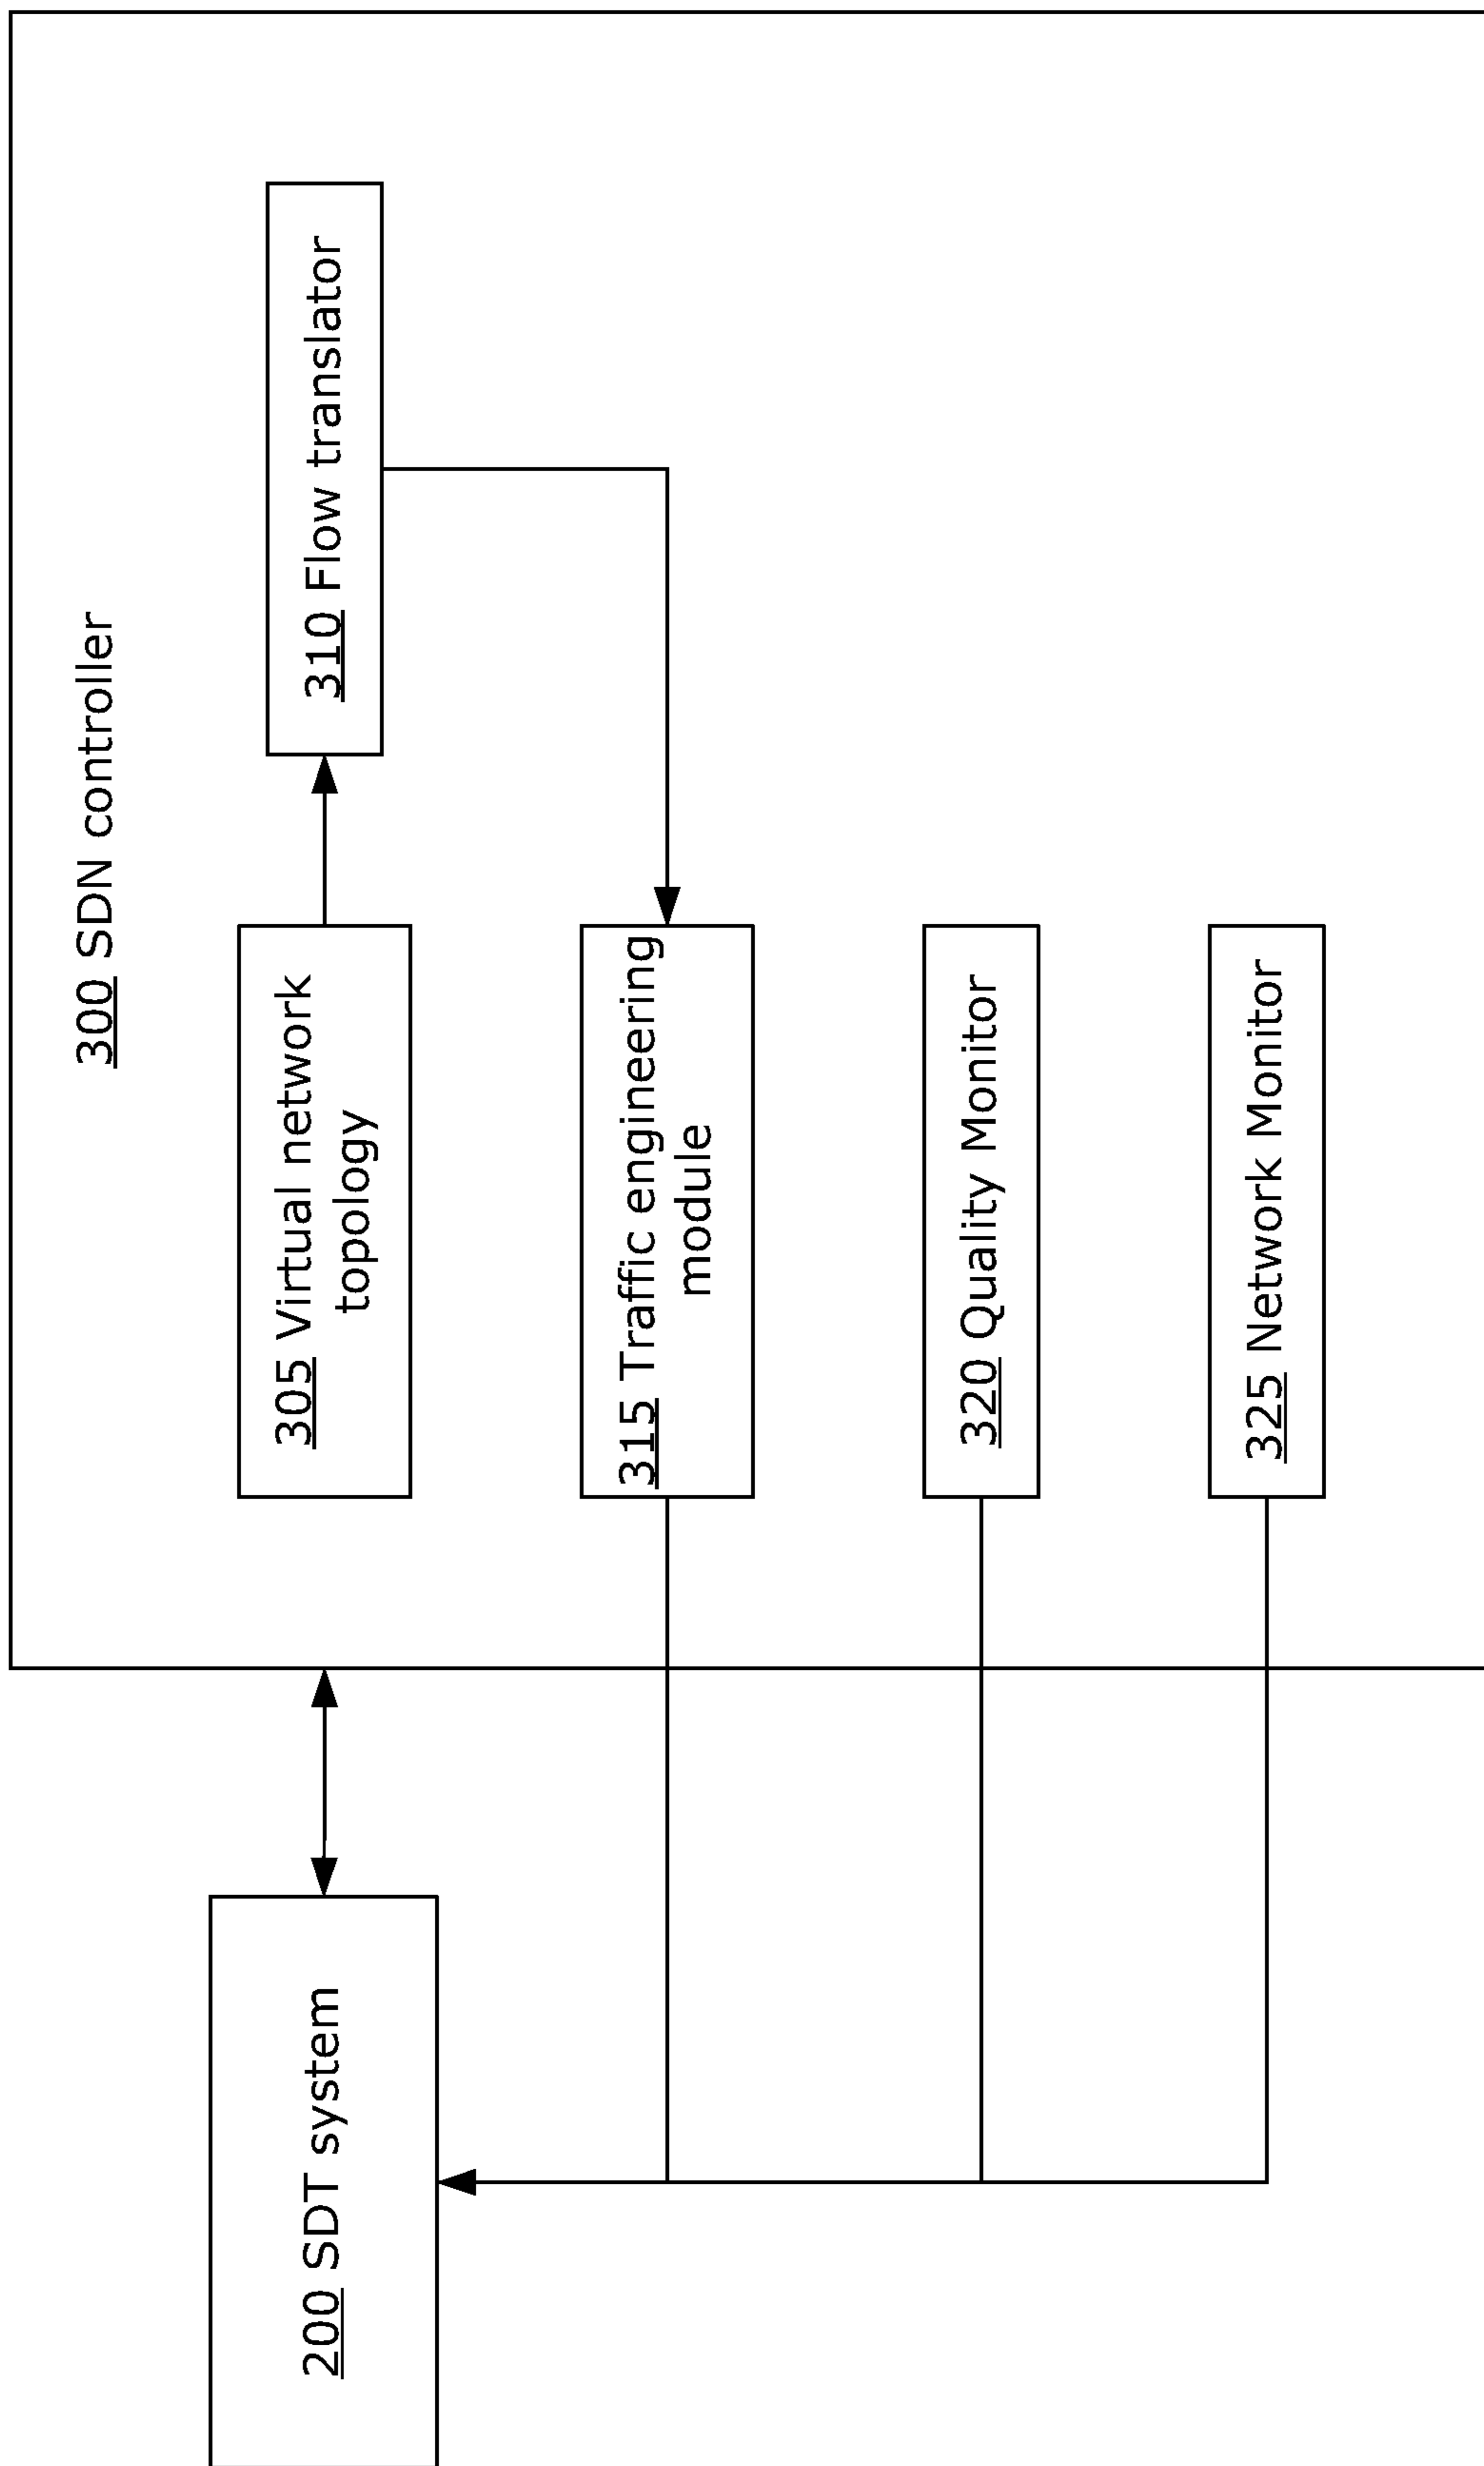 300 SDN controller
200 SDT system
305 Virtual network
topology
310 Flow translator
315 Traffic engineering
module
320 Quality Monitor
325 Network Monitor